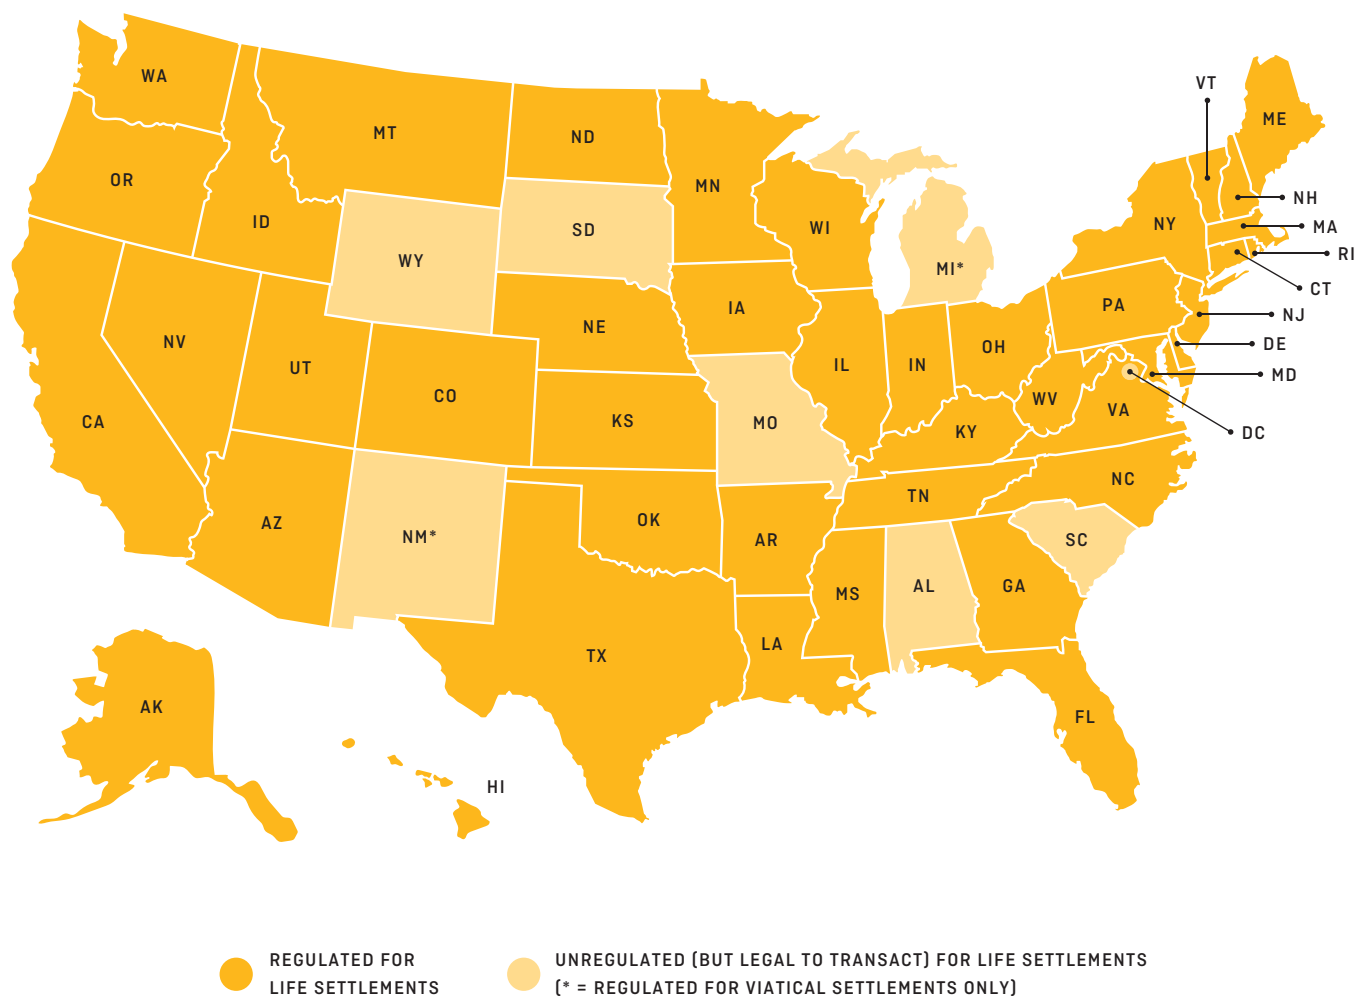 VT
WA
ME
MT
ND
OR
MN
NH
ID
NY
MA
WI
SD
RI
WY
MI*
CT
PA
IA
NJ
NE
NV
DE
OH
IL
IN
UT
MD
CO
WV
VA
CA
KS
MO
KY
DC
NC
TN
AZ
OK
NM*
AR
SC
AL
GA
MS
LA
TX
AK
FL
HI
REGULATED FOR
LIFE SETTLEMENTS
UNREGULATED (BUT LEGAL TO TRANSACT) FOR LIFE SETTLEMENTS
(* = REGULATED FOR VIATICAL SETTLEMENTS ONLY)